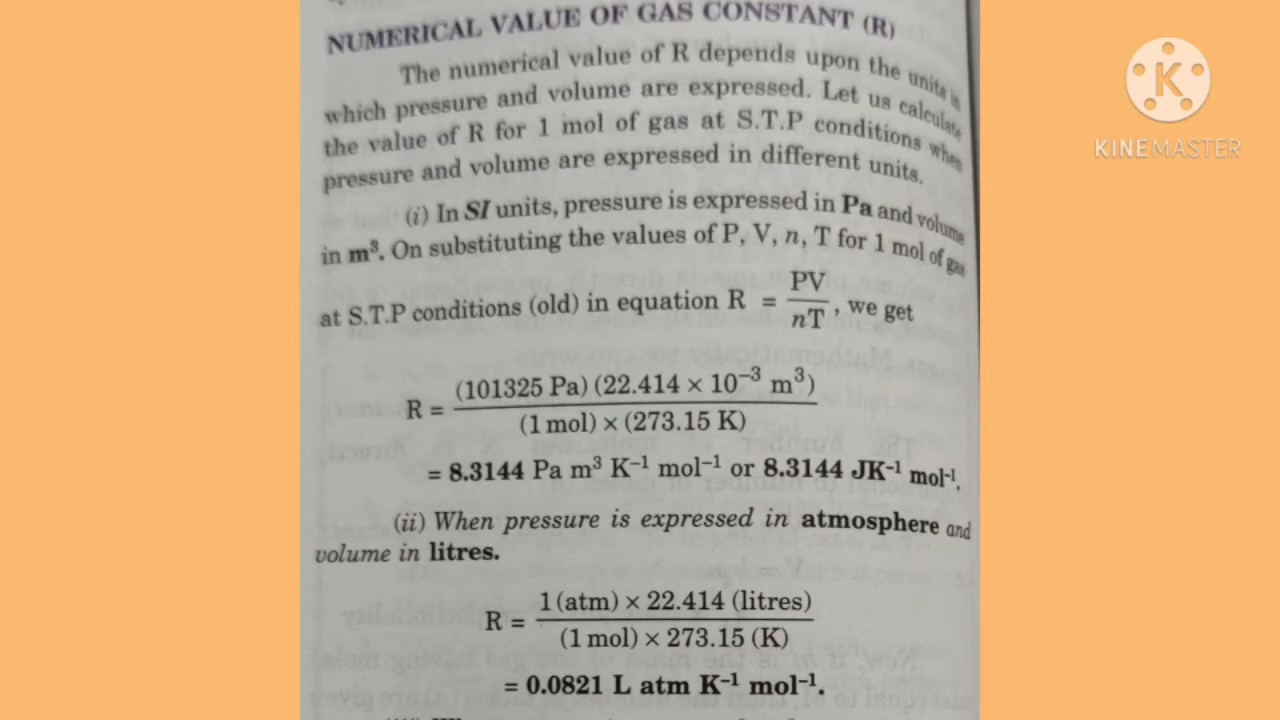 NUMERICAL VALUE OF GAS CONSTANT (R)
The numerical value of R depends upon the units in
which pressure and volume are expressed. Let us calculate
the value of R for 1 mol of gas at S.T.P conditions when
pressure and volume are expressed in different units.
(i) In SI units, pressure is expressed in Pa and volume
in m³. On substituting the values of P, V, n, T for 1 mol of gas
at S.T.P conditions (old) in equation R = PV/nT, we get
R = (101325 Pa) (22.414 × 10⁻³ m³) / (1 mol) × (273.15 K)
= 8.3144 Pa m³ K⁻¹ mol⁻¹ or 8.3144 JK⁻¹ mol⁻¹.
(ii) When pressure is expressed in atmosphere and
volume in litres.
R = 1 (atm) × 22.414 (litres) / (1 mol) × 273.15 (K)
= 0.0821 L atm K⁻¹ mol⁻¹.
K
KINEMASTER